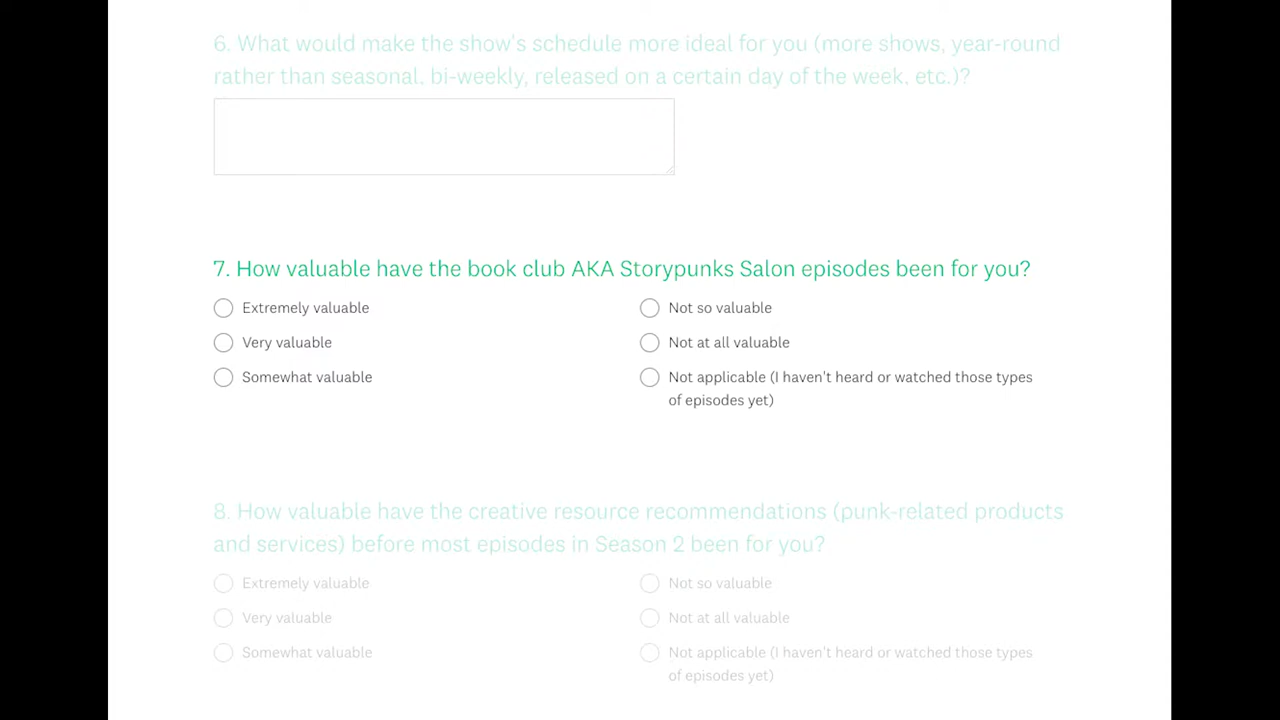 6. What would make the show's schedule more ideal for you (more shows, year-round
rather than seasonal, bi-weekly, released on a certain day of the week, etc.)?
7. How valuable have the book club AKA Storypunks Salon episodes been for you?
Extremely valuable
Not so valuable
Very valuable
Not at all valuable
Somewhat valuable
Not applicable (I haven't heard or watched those types
of episodes yet)
8. How valuable have the creative resource recommendations (punk-related products
and services) before most episodes in Season 2 been for you?
Extremely valuable
Not so valuable
Very valuable
Not at all valuable
Somewhat valuable
Not applicable (I haven't heard or watched those types
of episodes yet)